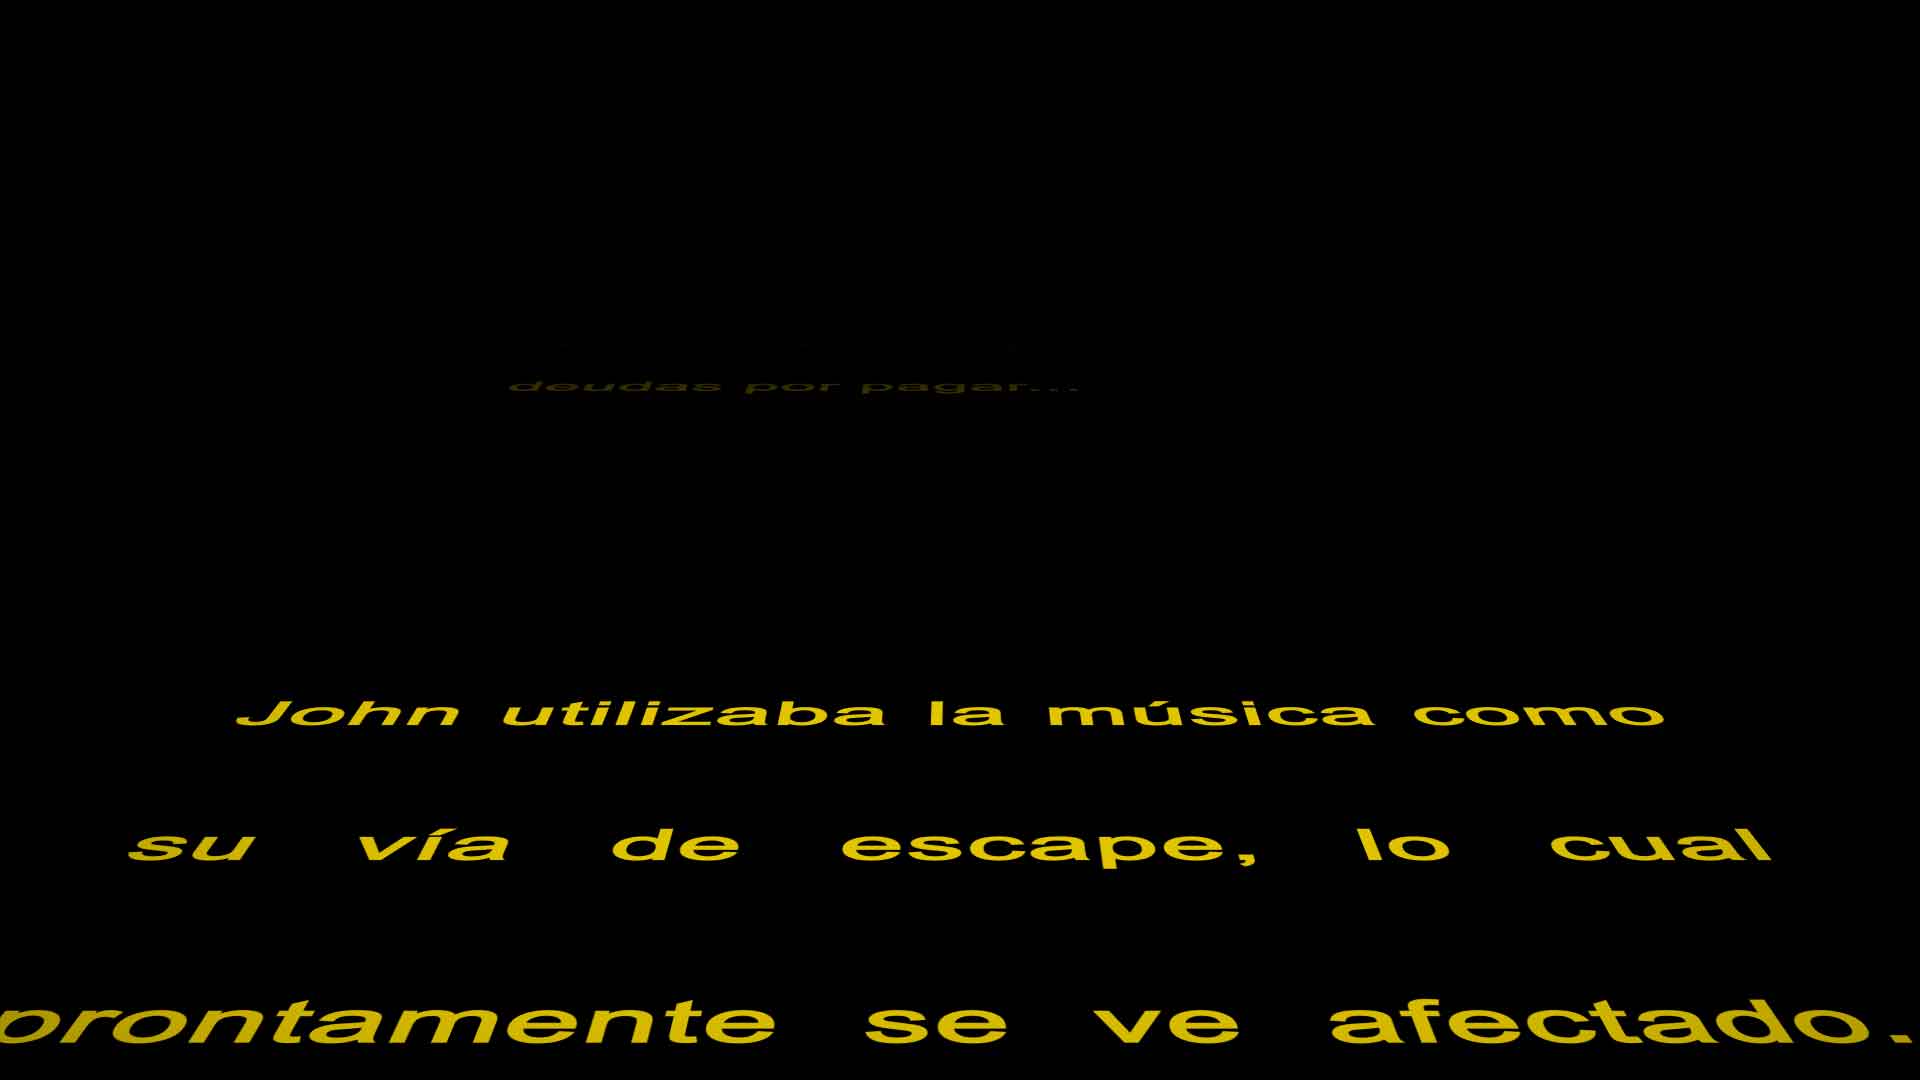 deudas por pagar...
John utilizaba la música como
su vía de escape, lo cual
prontamente se ve afectado.